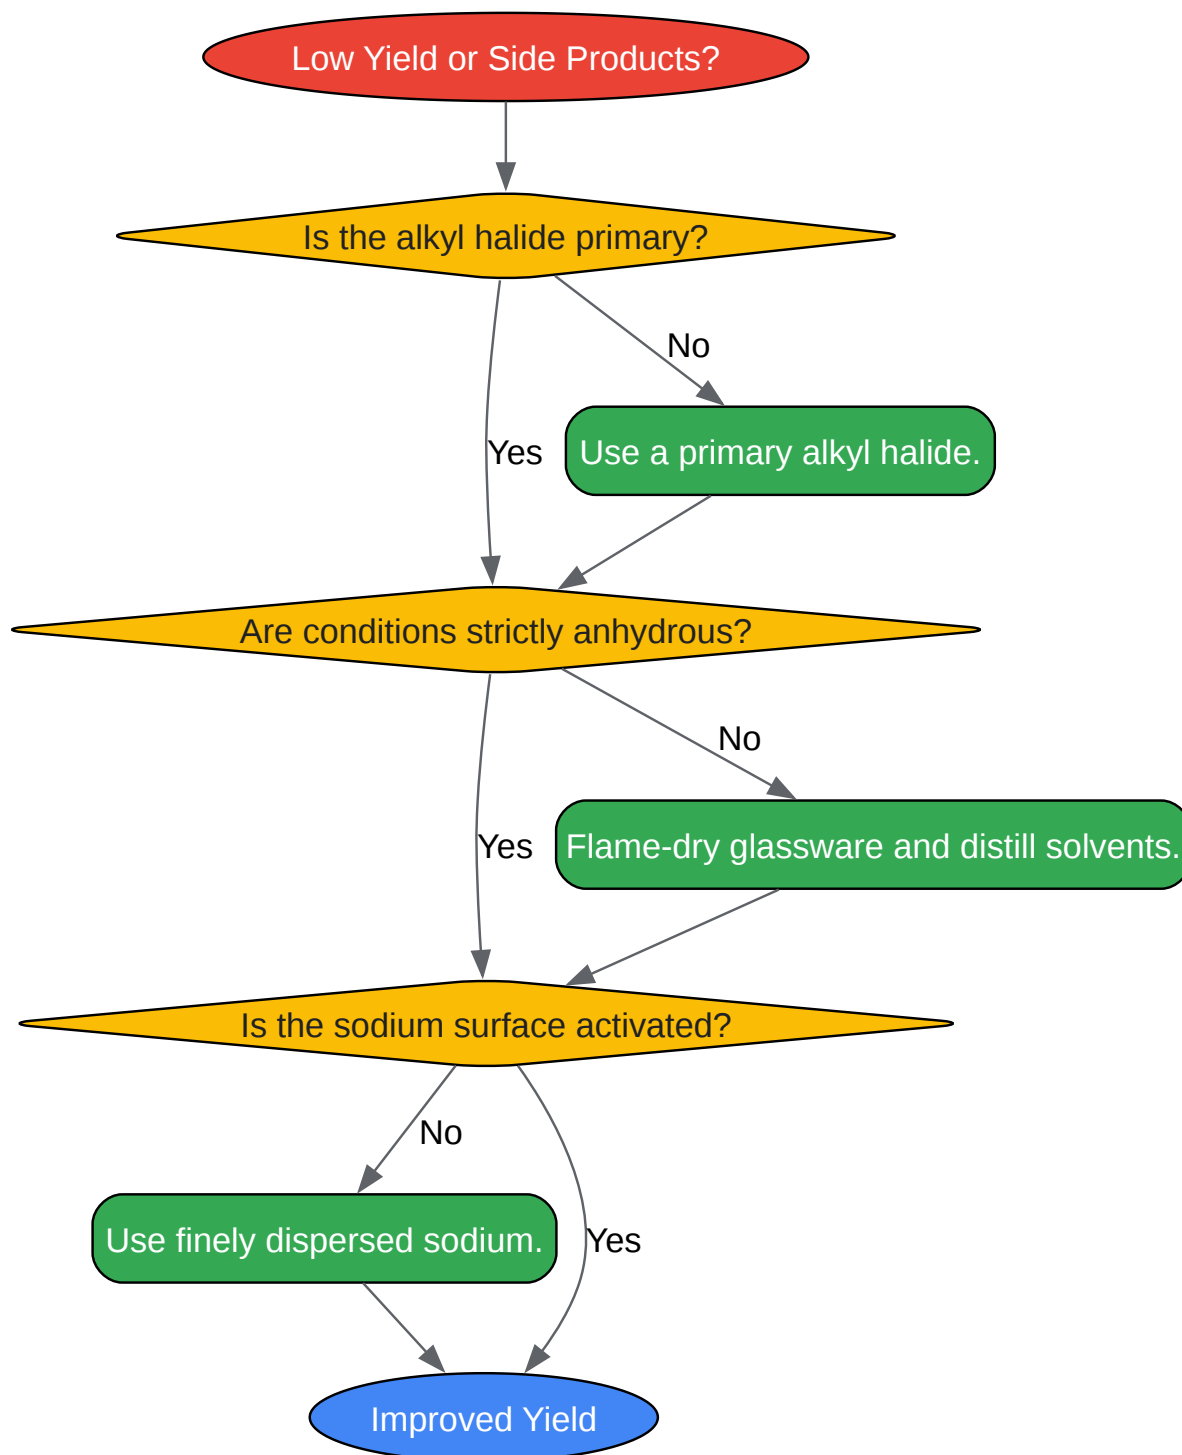 Low Yield or Side Products?
Is the alkyl halide primary?
No
Yes
Use a primary alkyl halide.
Are conditions strictly anhydrous?
No
Yes
Flame-dry glassware and distill solvents.
Is the sodium surface activated?
No
Use finely dispersed sodium.
Yes
Improved Yield